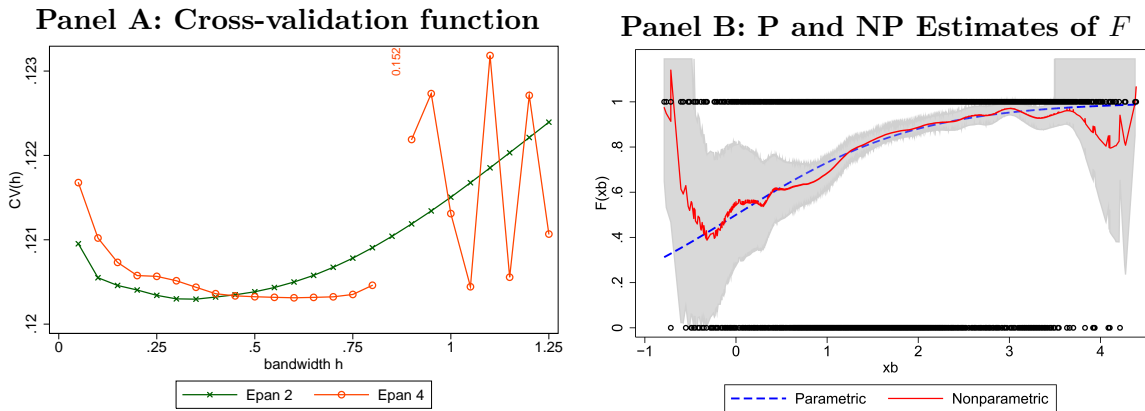 Panel A: Cross-validation function
CV(h)
.123
.122
.121
.12
0.152
0 .25 .5 .75 1 1.25
bandwidth h
Epan 2 Epan 4
Panel B: P and NP Estimates of F
F(xb)
1
.8
.6
.4
.2
0
−1 0 1 2 3 4
xb
Parametric Nonparametric